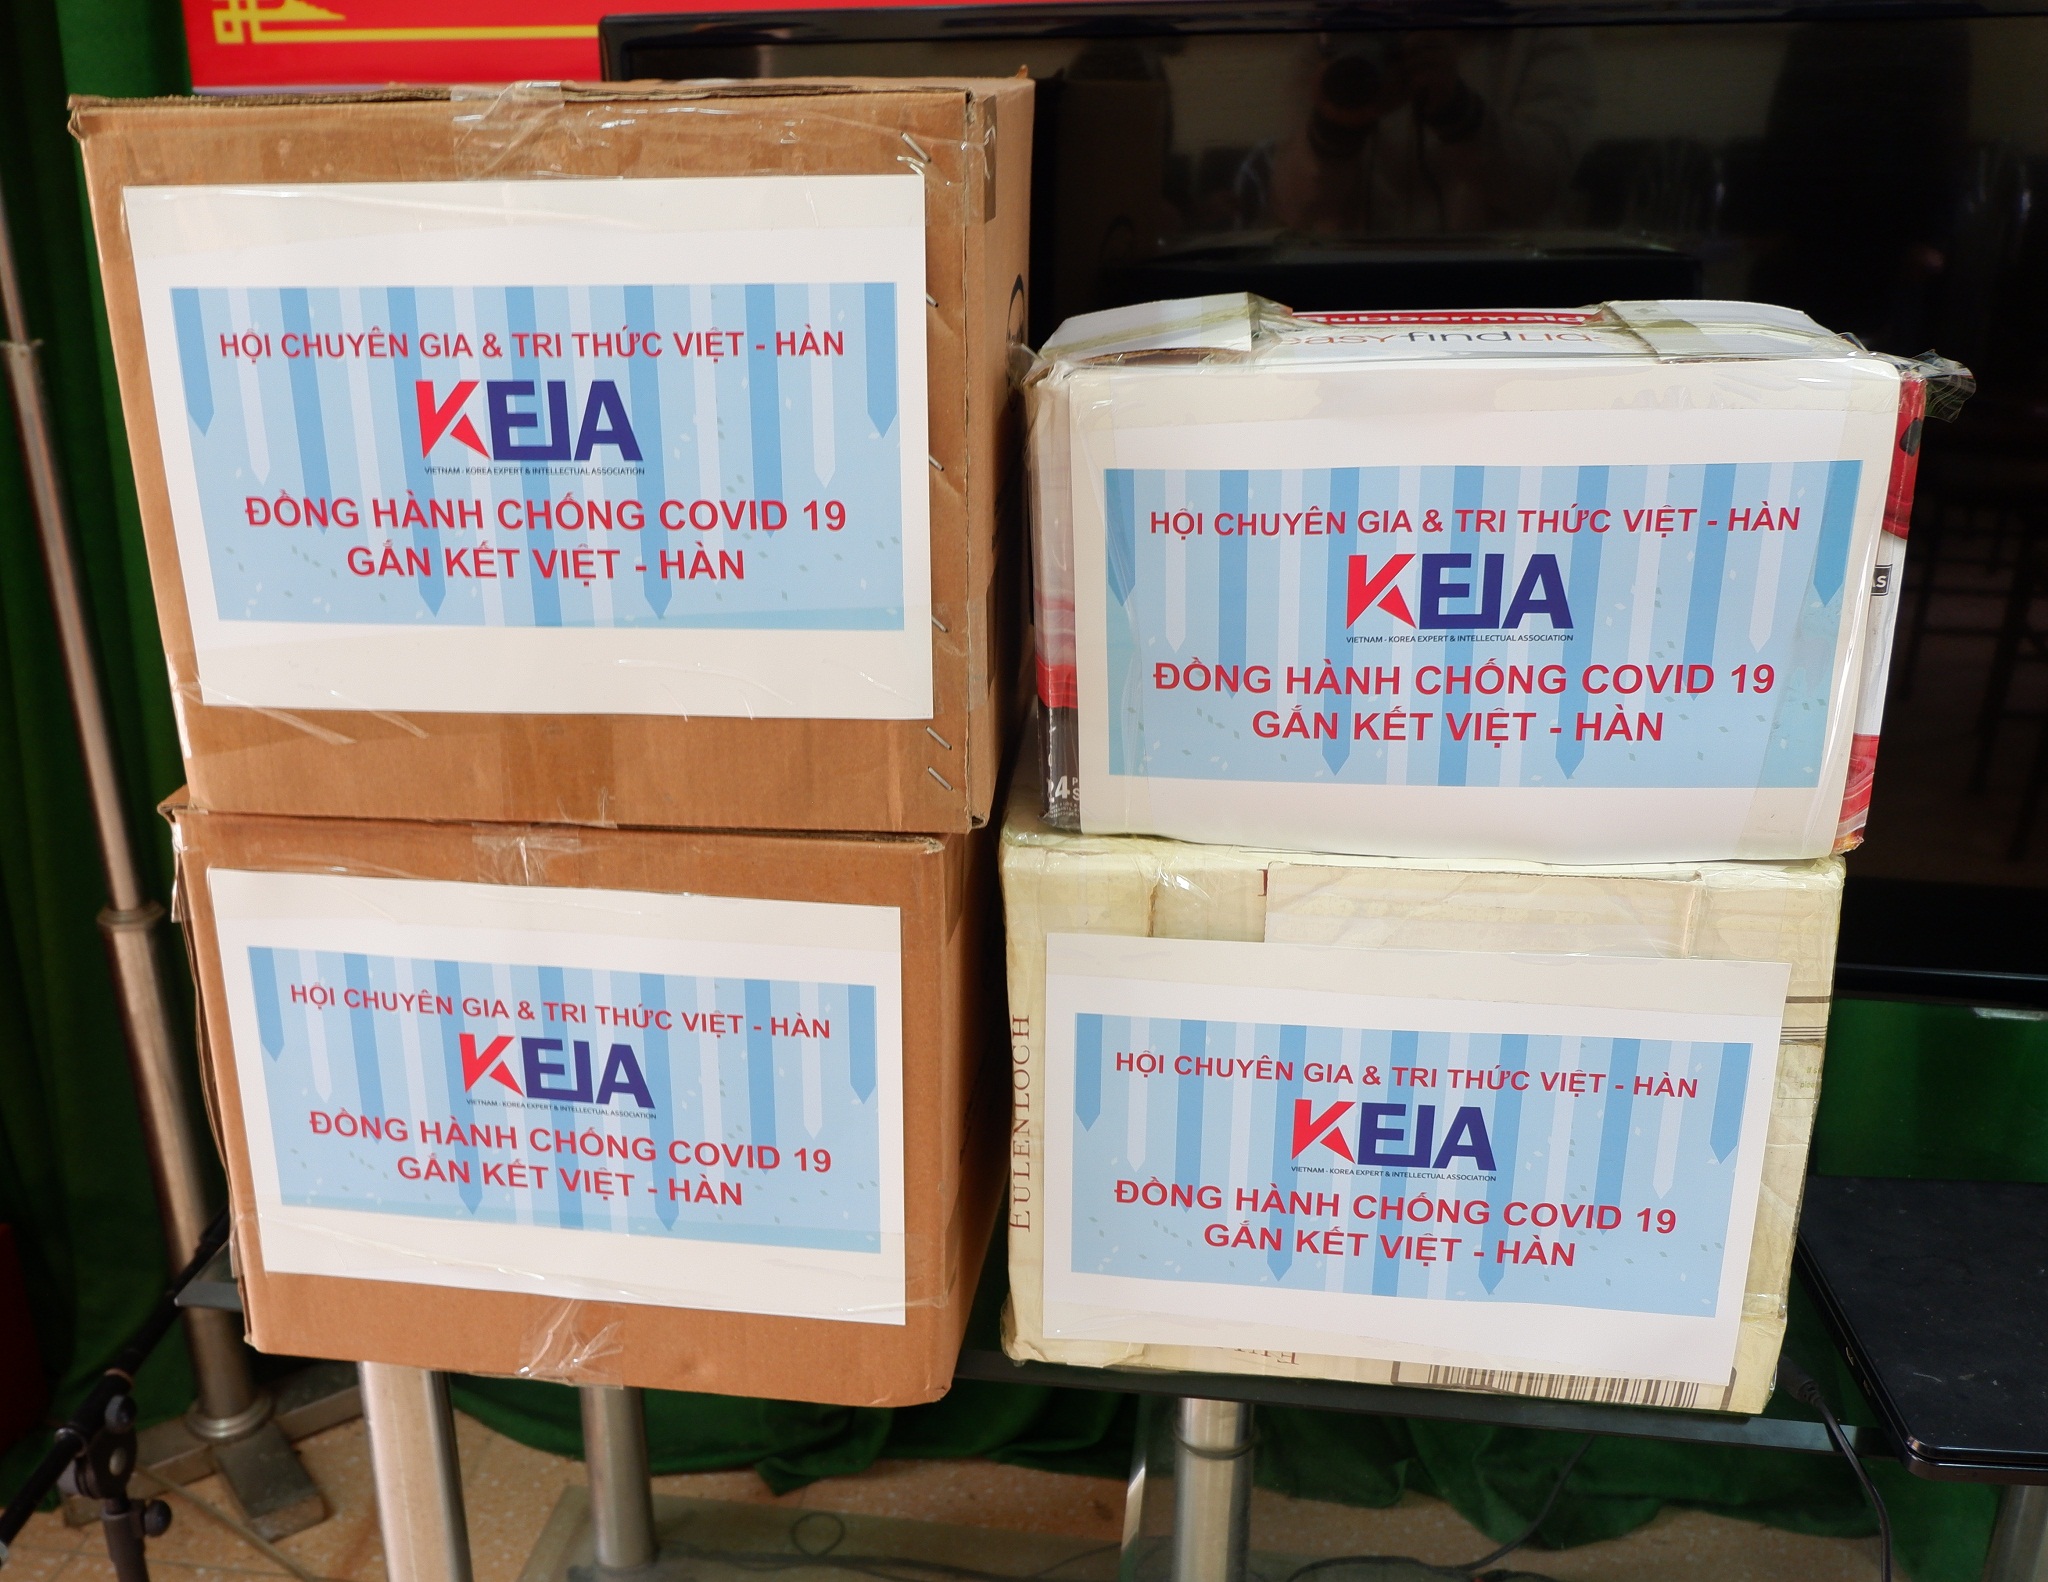 HỘI CHUYÊN GIA & TRI THỨC VIỆT - HÀN
KEIA
VIETNAM - KOREA EXPERT & INTELLECTUAL ASSOCIATION
ĐỒNG HÀNH CHỐNG COVID 19
GẮN KẾT VIỆT - HÀN
Rubbermaid
easyfindlids
HỘI CHUYÊN GIA & TRI THỨC VIỆT - HÀN
KEIA
VIETNAM - KOREA EXPERT & INTELLECTUAL ASSOCIATION
ĐỒNG HÀNH CHỐNG COVID 19
GẮN KẾT VIỆT - HÀN
24
HỘI CHUYÊN GIA & TRI THỨC VIỆT - HÀN
KEIA
VIETNAM - KOREA EXPERT & INTELLECTUAL ASSOCIATION
ĐỒNG HÀNH CHỐNG COVID 19
GẮN KẾT VIỆT - HÀN
EULENLOCH
HỘI CHUYÊN GIA & TRI THỨC VIỆT - HÀN
KEIA
VIETNAM - KOREA EXPERT & INTELLECTUAL ASSOCIATION
ĐỒNG HÀNH CHỐNG COVID 19
GẮN KẾT VIỆT - HÀN